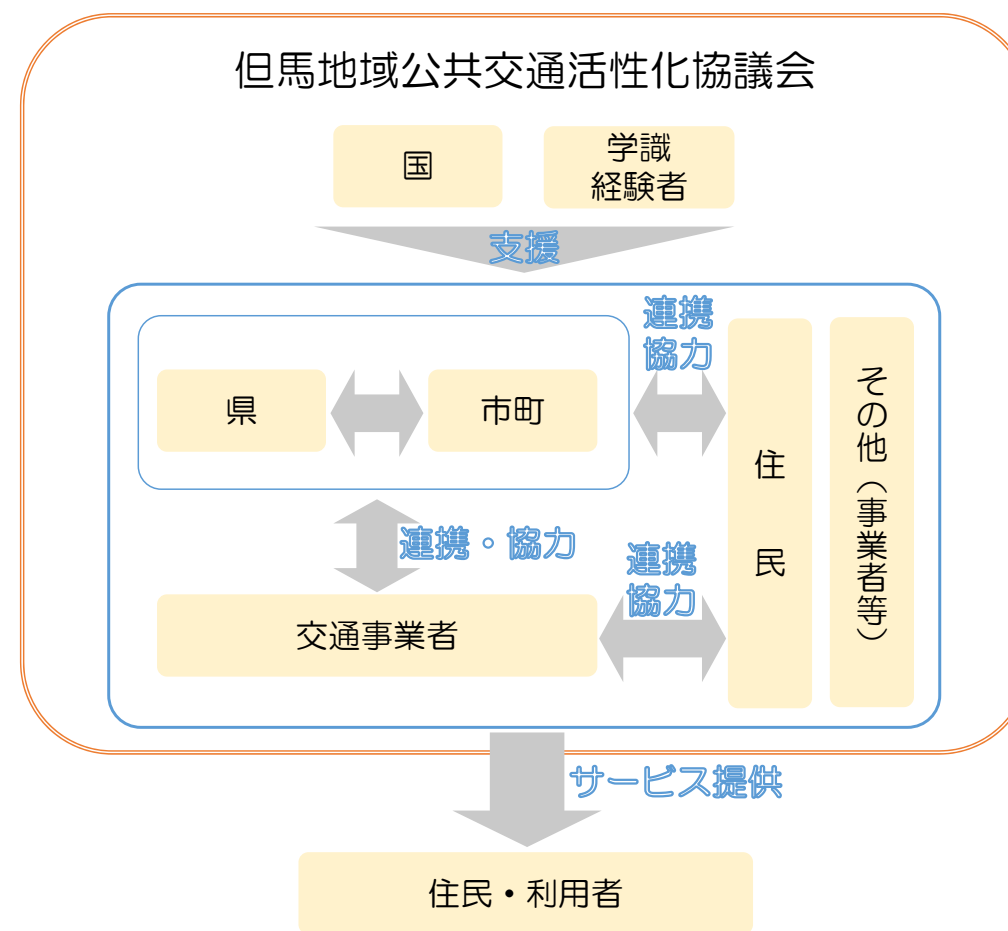 但馬地域公共交通活性化協議会
国
学識
経験者
支援
連携
協力
県
市町
住民
その他（事業者等）
連携・協力
連携
協力
交通事業者
サービス提供
住民・利用者